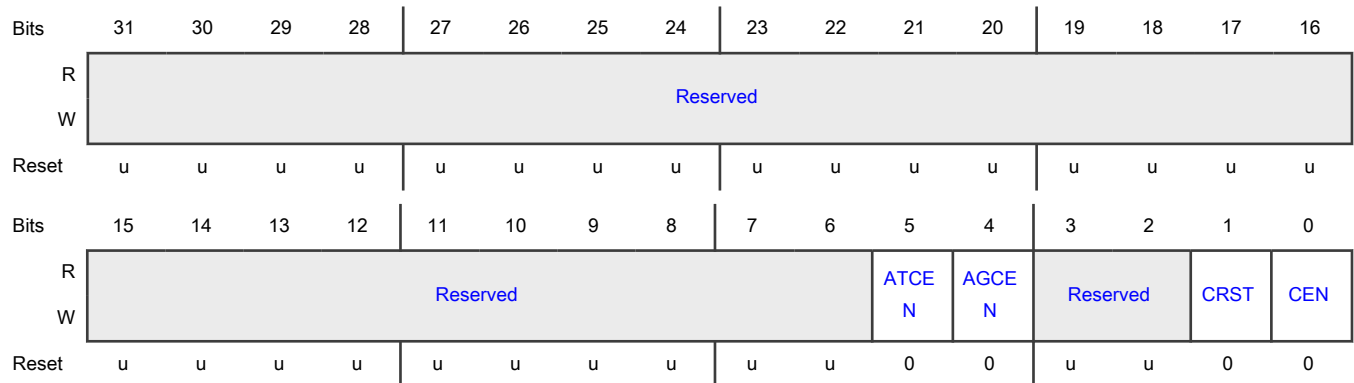 Bits 31 30 29 28 27 26 25 24 23 22 21 20 19 18 17 16
R
Reserved
W
Reset u u u u u u u u u u u u u u u u
Bits 15 14 13 12 11 10 9 8 7 6 5 4 3 2 1 0
R
Reserved ATCE N AGCE N Reserved CRST CEN
W
Reset u u u u u u u u u u 0 0 u u 0 0